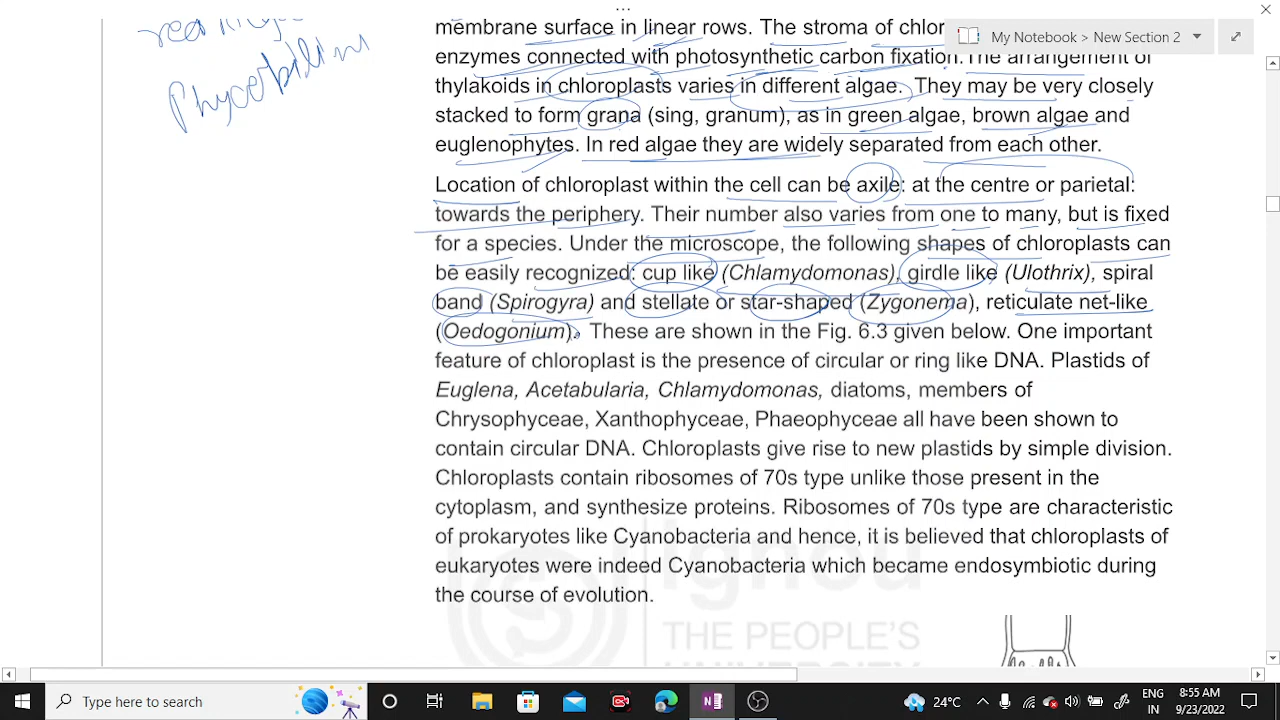 Phycobilins
membrane surface in linear rows. The stroma of chlor
My Notebook > New Section 2
enzymes connected with photosynthetic carbon fixation. The arrangement of
thylakoids in chloroplasts varies in different algae. They may be very closely
stacked to form grana (sing, granum), as in green algae, brown algae and
euglenophytes. In red algae they are widely separated from each other.
Location of chloroplast within the cell can be axile: at the centre or parietal:
towards the periphery. Their number also varies from one to many, but is fixed
for a species. Under the microscope, the following shapes of chloroplasts can
be easily recognized: cup like (Chlamydomonas), girdle like (Ulothrix), spiral
band (Spirogyra) and stellate or star-shaped (Zygonema), reticulate net-like
(Oedogonium). These are shown in the Fig. 6.3 given below. One important
feature of chloroplast is the presence of circular or ring like DNA. Plastids of
Euglena, Acetabularia, Chlamydomonas, diatoms, members of
Chrysophyceae, Xanthophyceae, Phaeophyceae all have been shown to
contain circular DNA. Chloroplasts give rise to new plastids by simple division.
Chloroplasts contain ribosomes of 70s type unlike those present in the
cytoplasm, and synthesize proteins. Ribosomes of 70s type are characteristic
of prokaryotes like Cyanobacteria and hence, it is believed that chloroplasts of
eukaryotes were indeed Cyanobacteria which became endosymbiotic during
the course of evolution.
ignou
THE PEOPLE'S
UNIVERSITY
Type here to search
24°C
ENG
IN
8:55 AM
9/23/2022